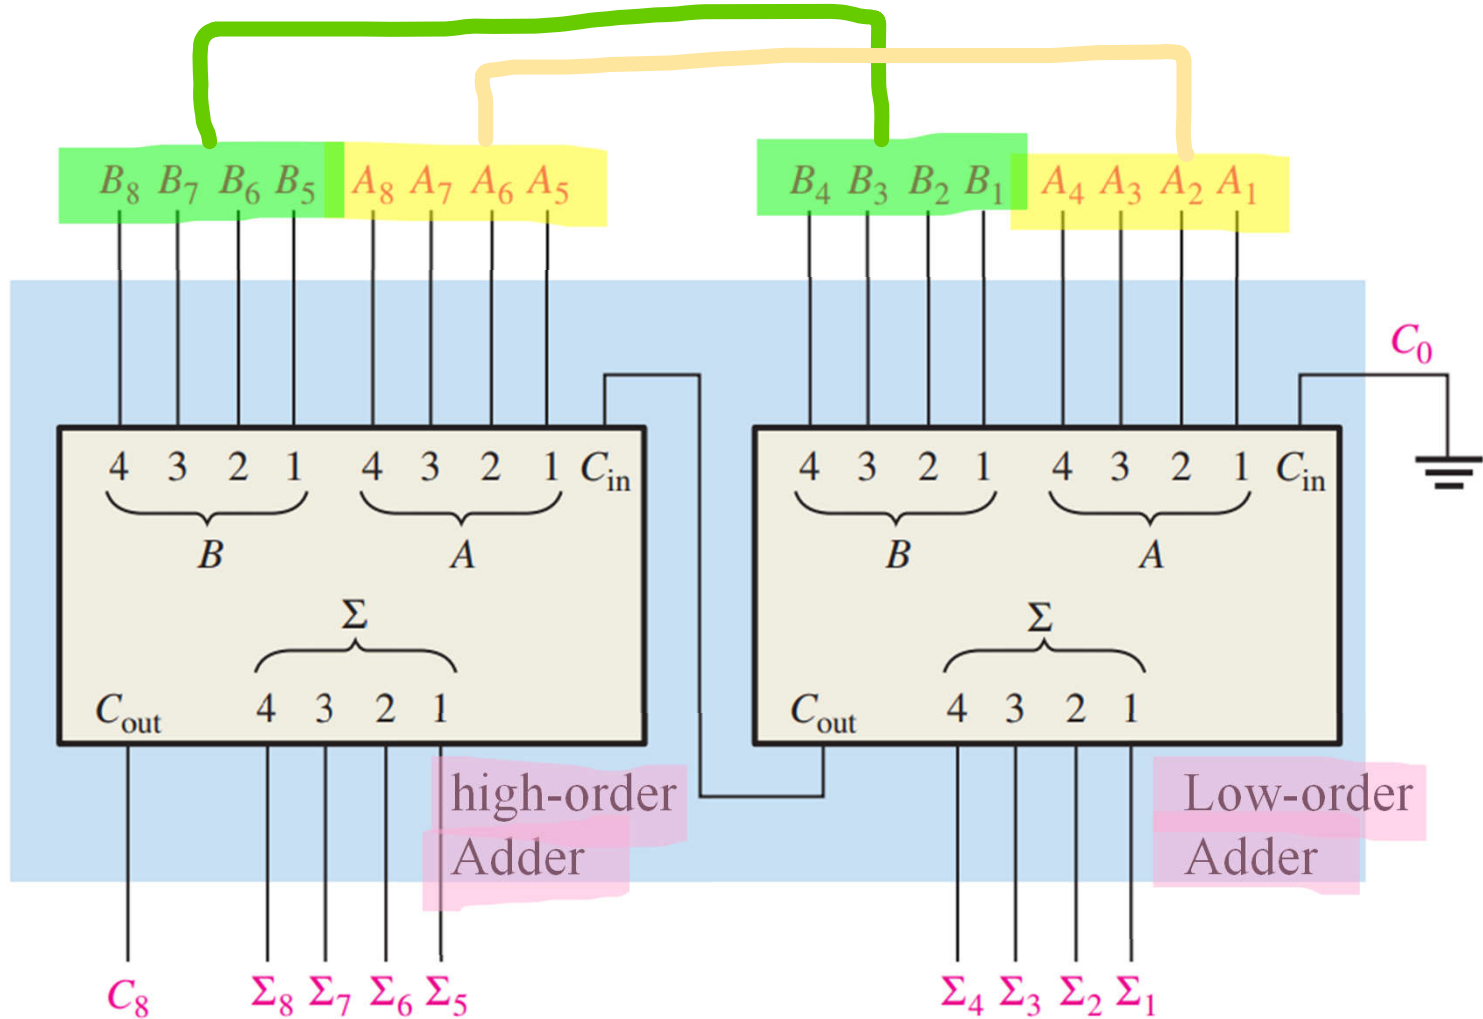 B₈ B₇ B₆ B₅ A₈ A₇ A₆ A₅ B₄ B₃ B₂ B₁ A₄ A₃ A₂ A₁
C₀
4 3 2 1 4 3 2 1 Cin 4 3 2 1 4 3 2 1 Cin
B A B A
Σ Σ
Cout 4 3 2 1 Cout 4 3 2 1
high-order Low-order
Adder Adder
C₈ Σ₈ Σ₇ Σ₆ Σ₅ Σ₄ Σ₃ Σ₂ Σ₁